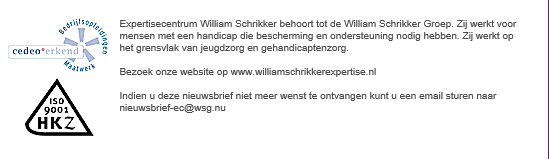 Bedrijfsopleidingen
cedeo*erkend
Maatwerk
ISO
9001
HKZ
Expertisecentrum William Schrikker behoort tot de William Schrikker Groep. Zij werkt voor
mensen met een handicap die bescherming en ondersteuning nodig hebben. Zij werkt op
het grensvlak van jeugdzorg en gehandicaptenzorg.
Bezoek onze website op www.williamschrikkerexpertise.nl
Indien u deze nieuwsbrief niet meer wenst te ontvangen kunt u een email sturen naar
nieuwsbrief-ec@wsg.nu